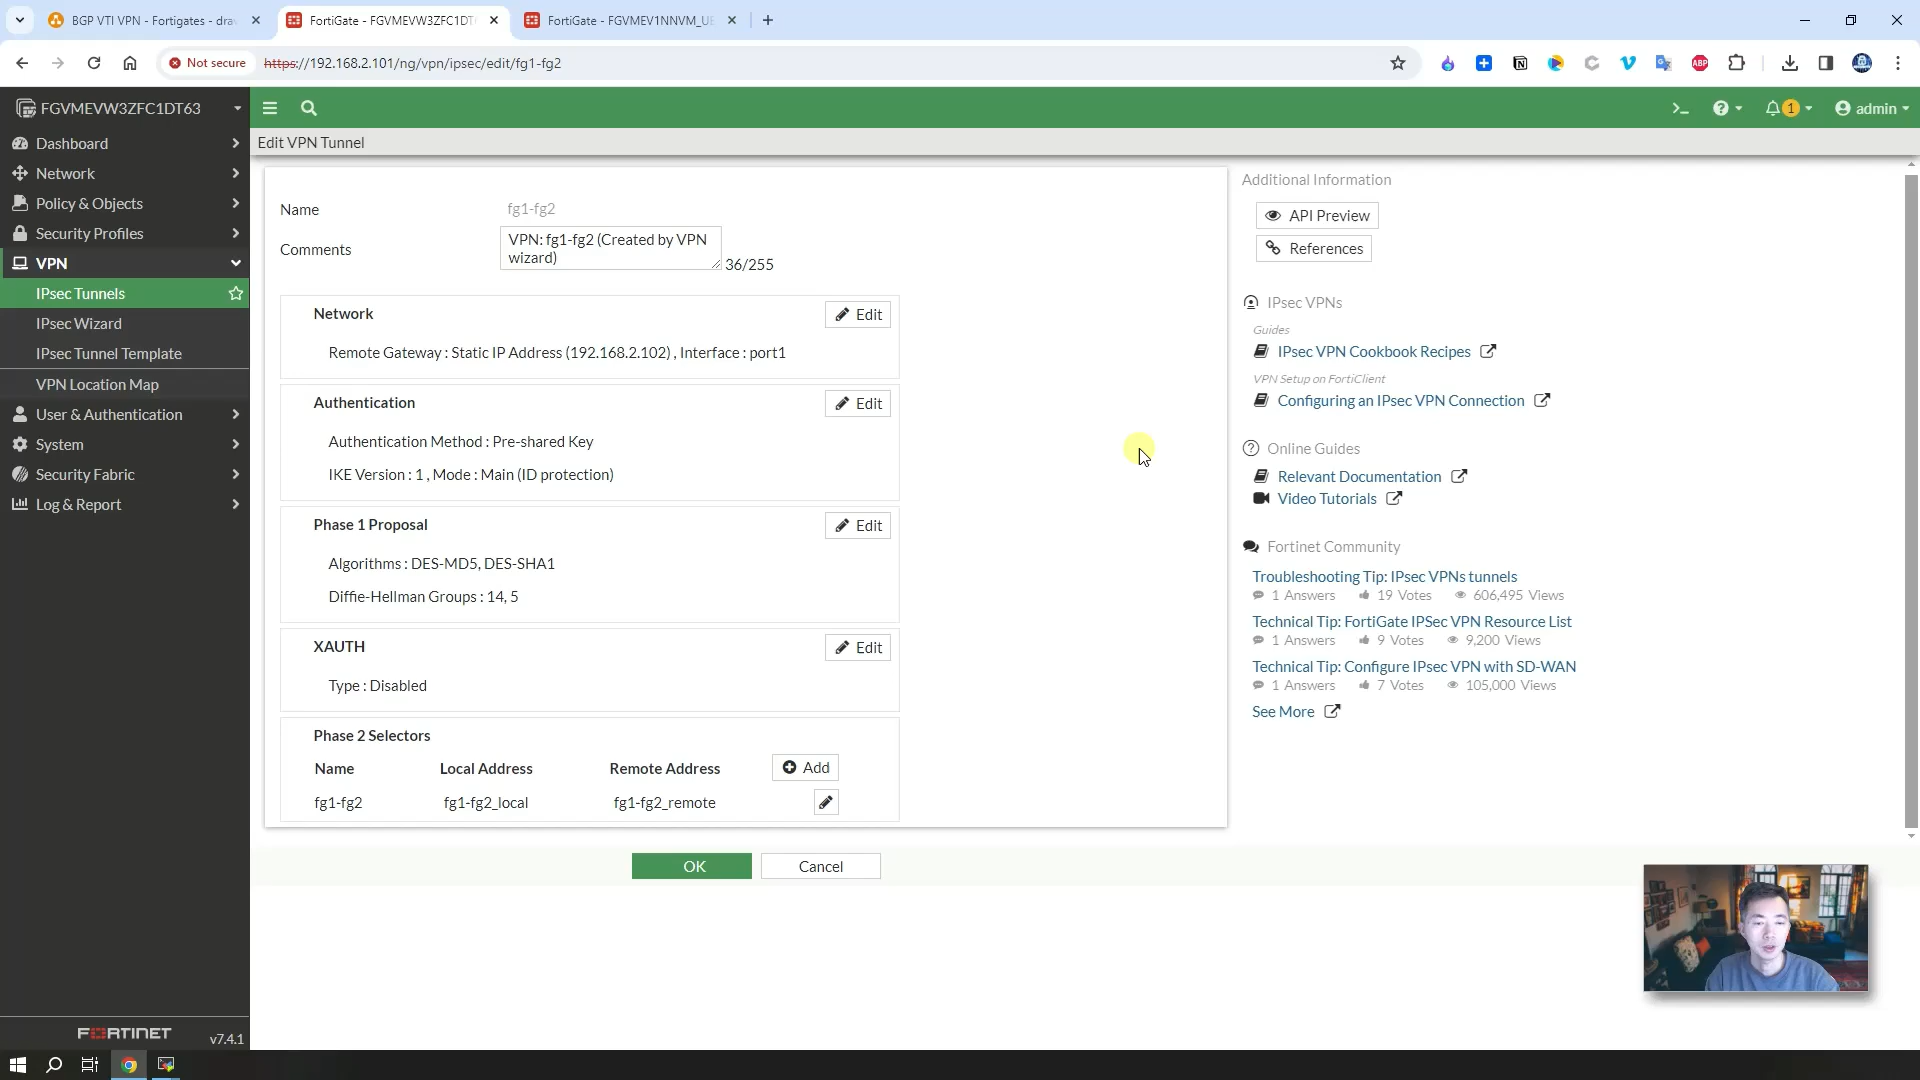 BGP VTI VPN - Fortigates - drav
FortiGate - FGVMEVW3ZFC1DT
FortiGate - FGVMEV1NNVM_U
Not secure
https://192.168.2.101/ng/vpn/ipsec/edit/fg1-fg2
ABP
FGVMEVW3ZFC1DT63
1
admin
Dashboard
Network
Policy & Objects
Security Profiles
VPN
IPsec Tunnels
IPsec Wizard
IPsec Tunnel Template
VPN Location Map
User & Authentication
System
Security Fabric
Log & Report
FORTINET
v7.4.1
Edit VPN Tunnel
Name
fg1-fg2
Comments
VPN: fg1-fg2 (Created by VPN
wizard)
36/255
Network
Edit
Remote Gateway : Static IP Address (192.168.2.102) , Interface : port1
Authentication
Edit
Authentication Method : Pre-shared Key
IKE Version : 1 , Mode : Main (ID protection)
Phase 1 Proposal
Edit
Algorithms : DES-MD5, DES-SHA1
Diffie-Hellman Groups : 14, 5
XAUTH
Edit
Type : Disabled
Phase 2 Selectors
Name Local Address Remote Address Add
fg1-fg2 fg1-fg2_local fg1-fg2_remote
OK
Cancel
Additional Information
API Preview
References
IPsec VPNs
Guides
IPsec VPN Cookbook Recipes
VPN Setup on FortiClient
Configuring an IPsec VPN Connection
Online Guides
Relevant Documentation
Video Tutorials
Fortinet Community
Troubleshooting Tip: IPsec VPNs tunnels
1 Answers 19 Votes 606,495 Views
Technical Tip: FortiGate IPSec VPN Resource List
1 Answers 9 Votes 9,200 Views
Technical Tip: Configure IPsec VPN with SD-WAN
1 Answers 7 Votes 105,000 Views
See More